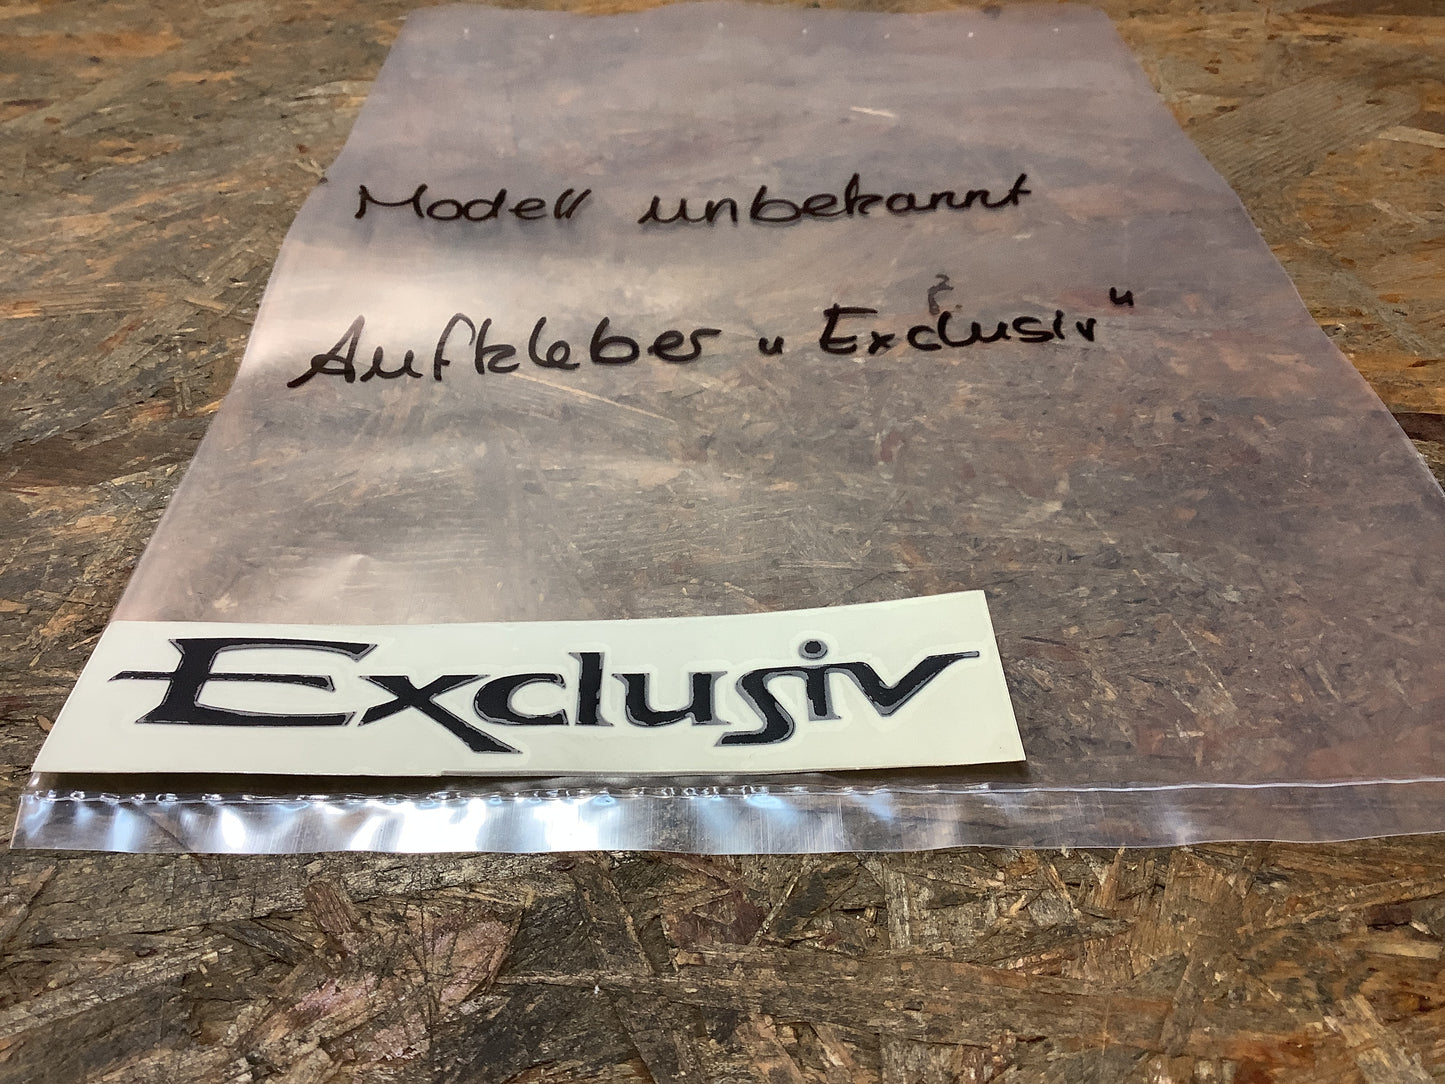 Modell unbekannt
Aufkleber "Exclusiv"
Exclusiv